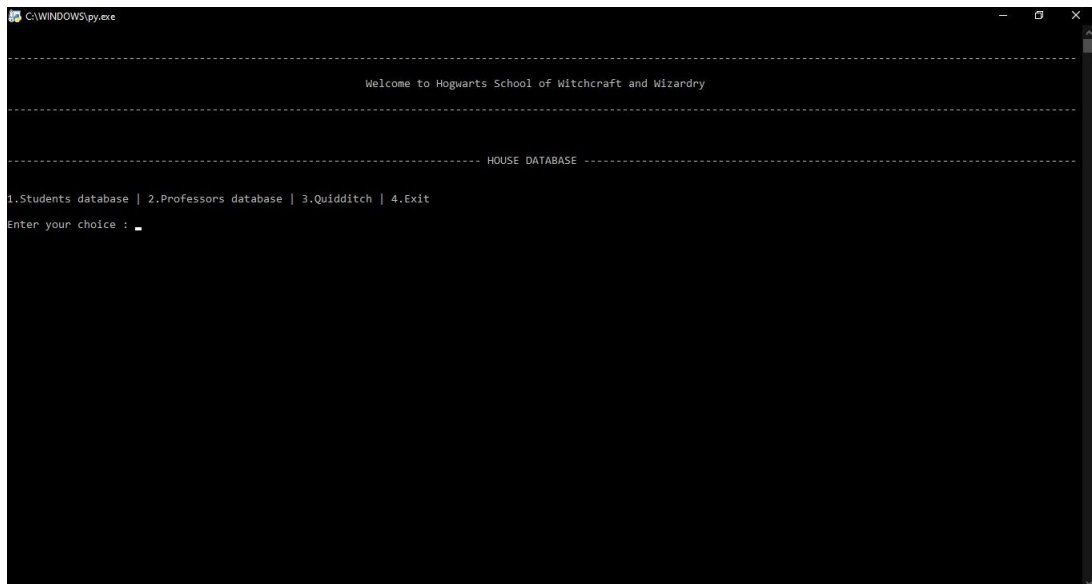 C:\WINDOWS\py.exe
--------------------------------------------------------------------------------------------------------------------------------------------------------------------
Welcome to Hogwarts School of Witchcraft and Wizardry
--------------------------------------------------------------------------------------------------------------------------------------------------------------------
------------------------------------------------------------------------- HOUSE DATABASE ----------------------------------------------------------------------------
1.Students database | 2.Professors database | 3.Quidditch | 4.Exit
Enter your choice :